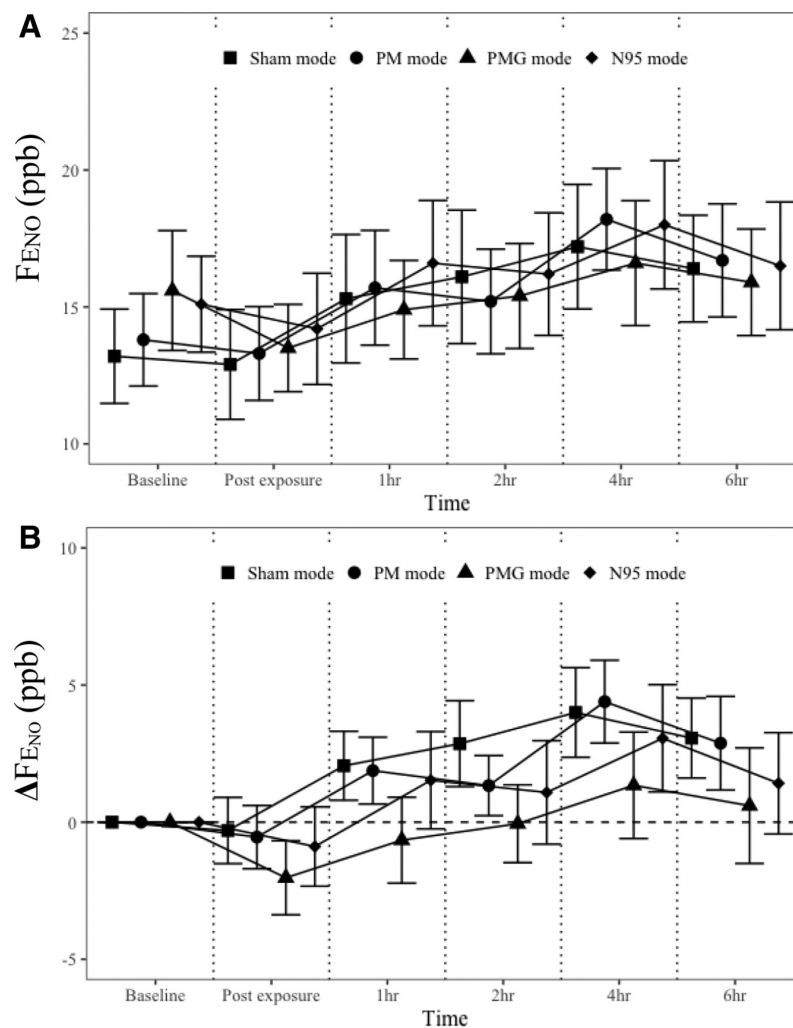 A
25
Sham mode PM mode PMG mode N95 mode
20
FENO (ppb)
15
10
Baseline Post exposure 1hr 2hr 4hr 6hr
Time
B
10
Sham mode PM mode PMG mode N95 mode
5
ΔFENO (ppb)
0
-5
Baseline Post exposure 1hr 2hr 4hr 6hr
Time